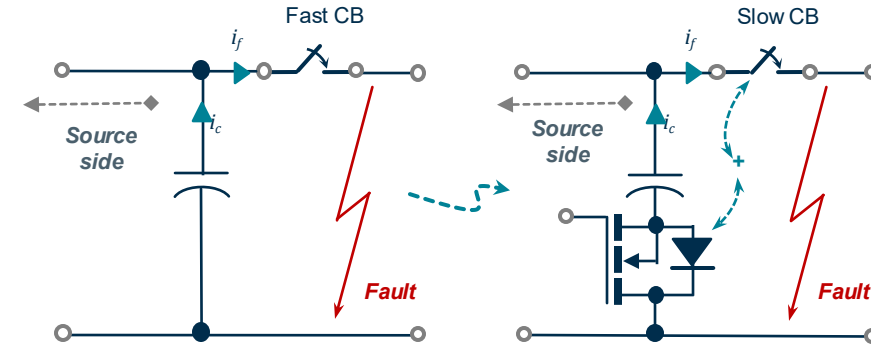 Fast CB
Slow CB
i_f
i_f
i_c
i_c
Source
side
Source
side
+
Fault
Fault